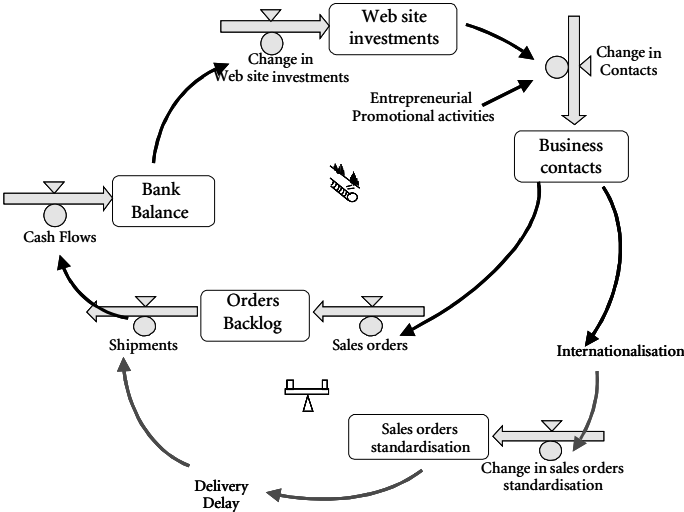 Web site
investments
Change in
Web site investments
Change in
Contacts
Entrepreneurial
Promotional activities
Business
contacts
Bank
Balance
Cash Flows
Orders
Backlog
Shipments
Sales orders
Internationalisation
Sales orders
standardisation
Change in sales orders
standardisation
Delivery
Delay